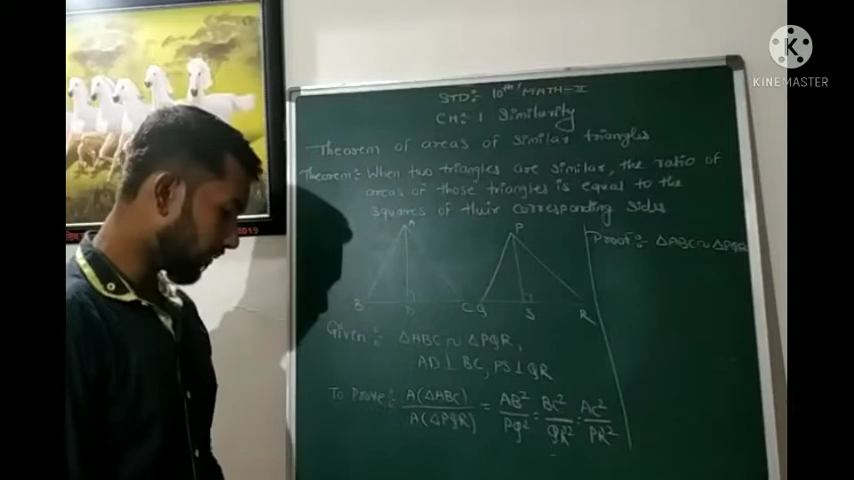 STD:- 10th / MATH-II
CH: 1 Similarity
Theorem of areas of similar triangles
Theorem:- When two triangles are similar, the ratio of
areas of those triangles is equal to the
squares of their corresponding sides
A P
B D C Q S R
Given:- △ABC ~ △PQR,
AD ⊥ BC, PS ⊥ QR
To Prove:- A(△ABC) / A(△PQR) = AB² / PQ² = BC² / QR² = AC² / PR²
Proof:- △ABC ~ △PQR
K
KINEMASTER
2019